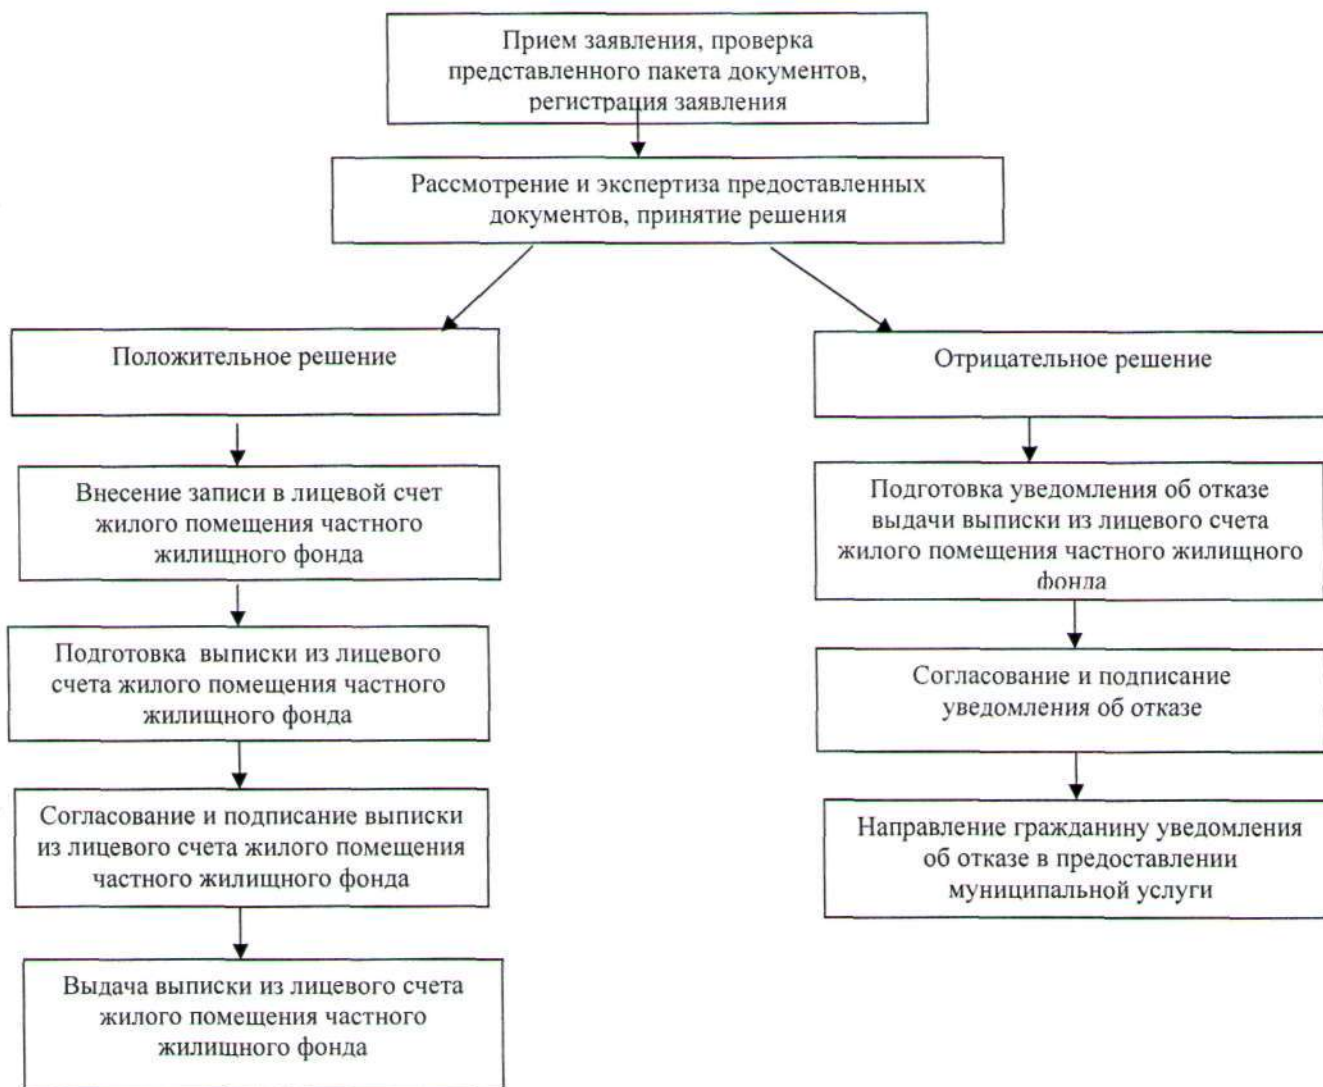 Прием заявления, проверка
представленного пакета документов,
регистрация заявления
Рассмотрение и экспертиза предоставленных
документов, принятие решения
Положительное решение
Отрицательное решение
Внесение записи в лицевой счет
жилого помещения частного
жилищного фонда
Подготовка уведомления об отказе
выдачи выписки из лицевого счета
жилого помещения частного жилищного
фонда
Подготовка выписки из лицевого
счета жилого помещения частного
жилищного фонда
Согласование и подписание
уведомления об отказе
Согласование и подписание выписки
из лицевого счета жилого помещения
частного жилищного фонда
Направление гражданину уведомления
об отказе в предоставлении
муниципальной услуги
Выдача выписки из лицевого счета
жилого помещения частного
жилищного фонда